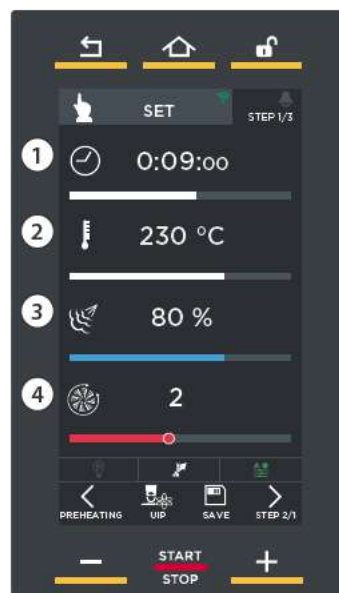 SET
STEP 1/3
1
0:09:00
2
230 °C
3
80 %
4
2
PREHEATING UIP SAVE STEP 2/1
− START +
STOP